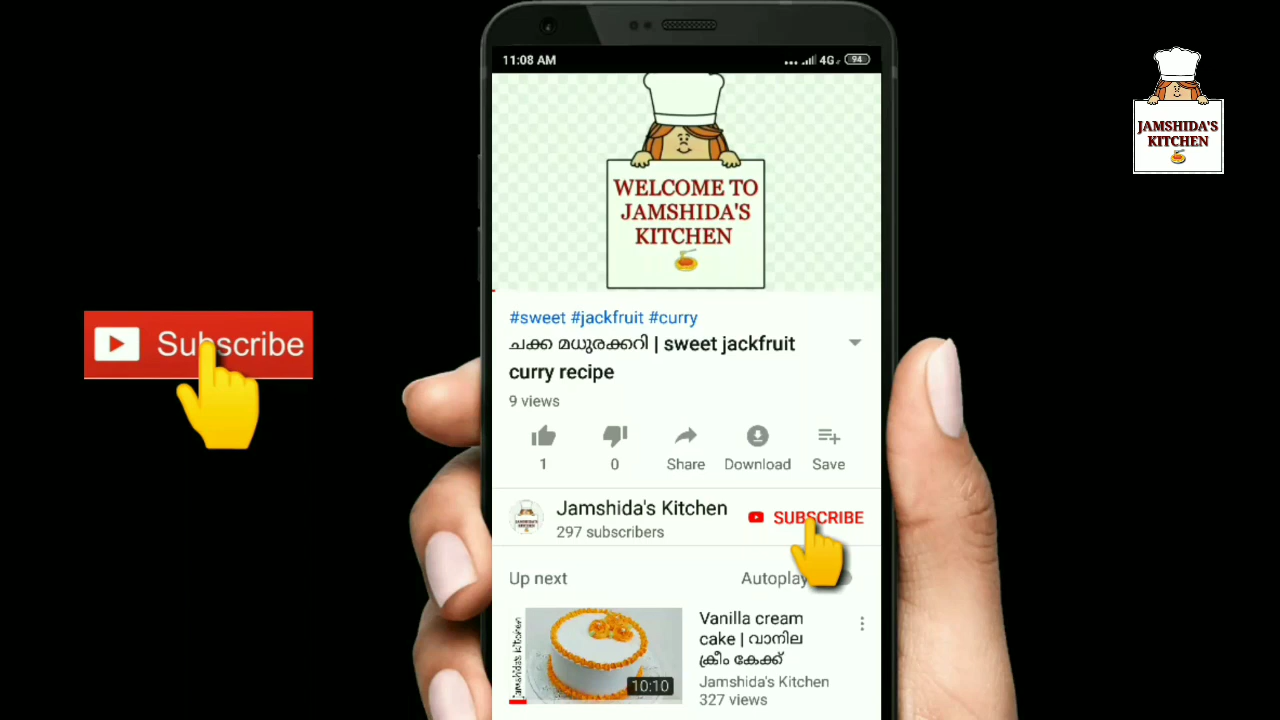 11:08 AM
4G
94
WELCOME TO
JAMSHIDA'S
KITCHEN
JAMSHIDA'S
KITCHEN
Subscribe
#sweet #jackfruit #curry
ചക്ക മധുരക്കറി | sweet jackfruit
curry recipe
9 views
1
0
Share
Download
Save
Jamshida's Kitchen
297 subscribers
SUBSCRIBE
Up next
Autoplay
jamshida's kitchen
10:10
Vanilla cream
cake | വാനില
ക്രീം കേക്ക്
Jamshida's Kitchen
327 views